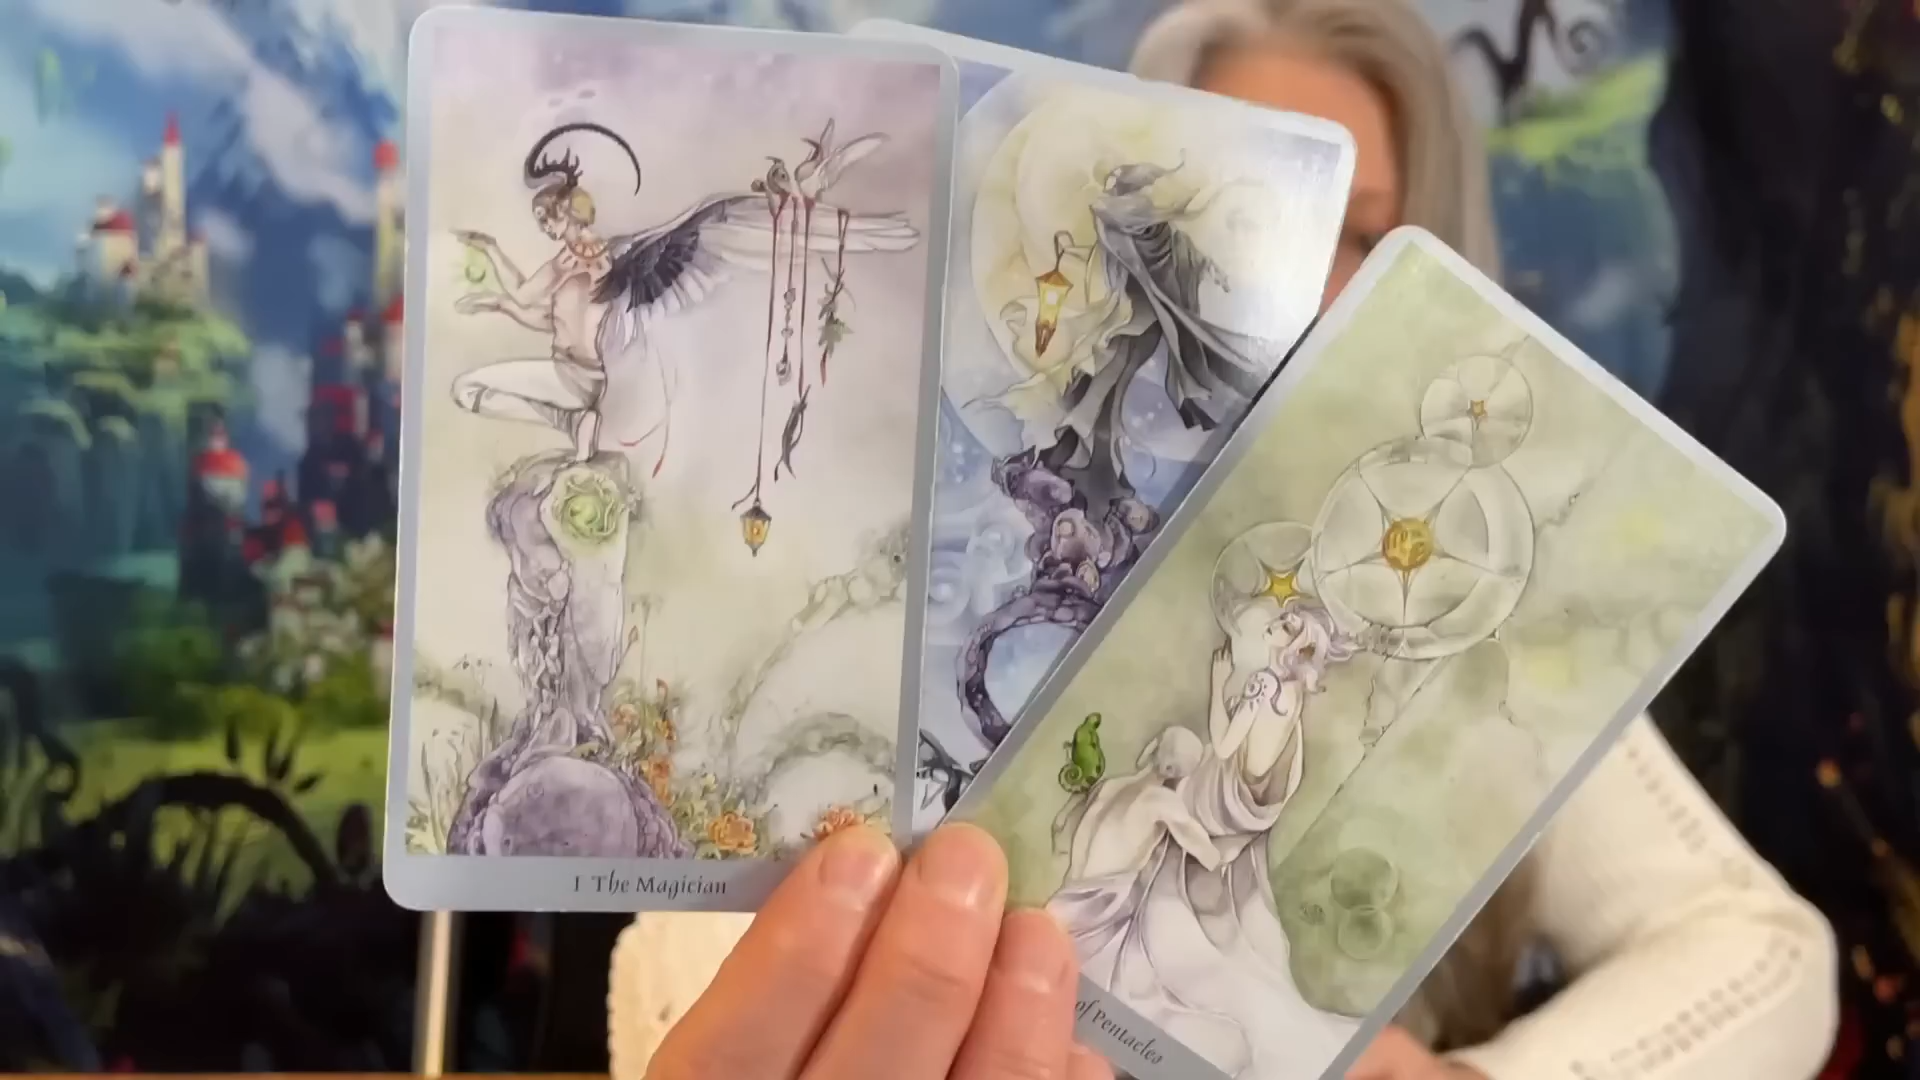 I The Magician
of Pentacles